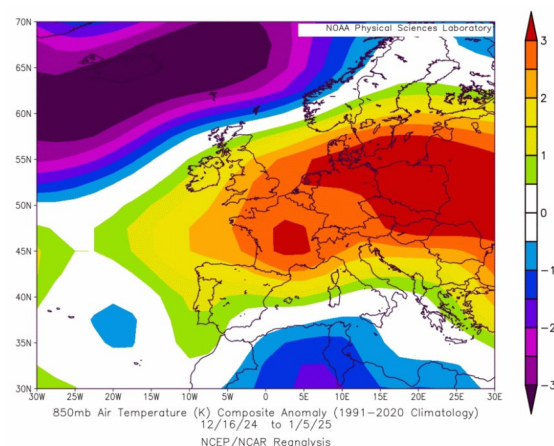 NOAA Physical Sciences Laboratory
70N
65N
60N
55N
50N
45N
40N
35N
30N
30W 25W 20W 15W 10W 5W 0 5E 10E 15E 20E 25E 30E
3
2
1
0
−1
−2
−3
850mb Air Temperature (K) Composite Anomaly (1991−2020 Climatology)
12/16/24 to 1/5/25
NCEP/NCAR Reanalysis